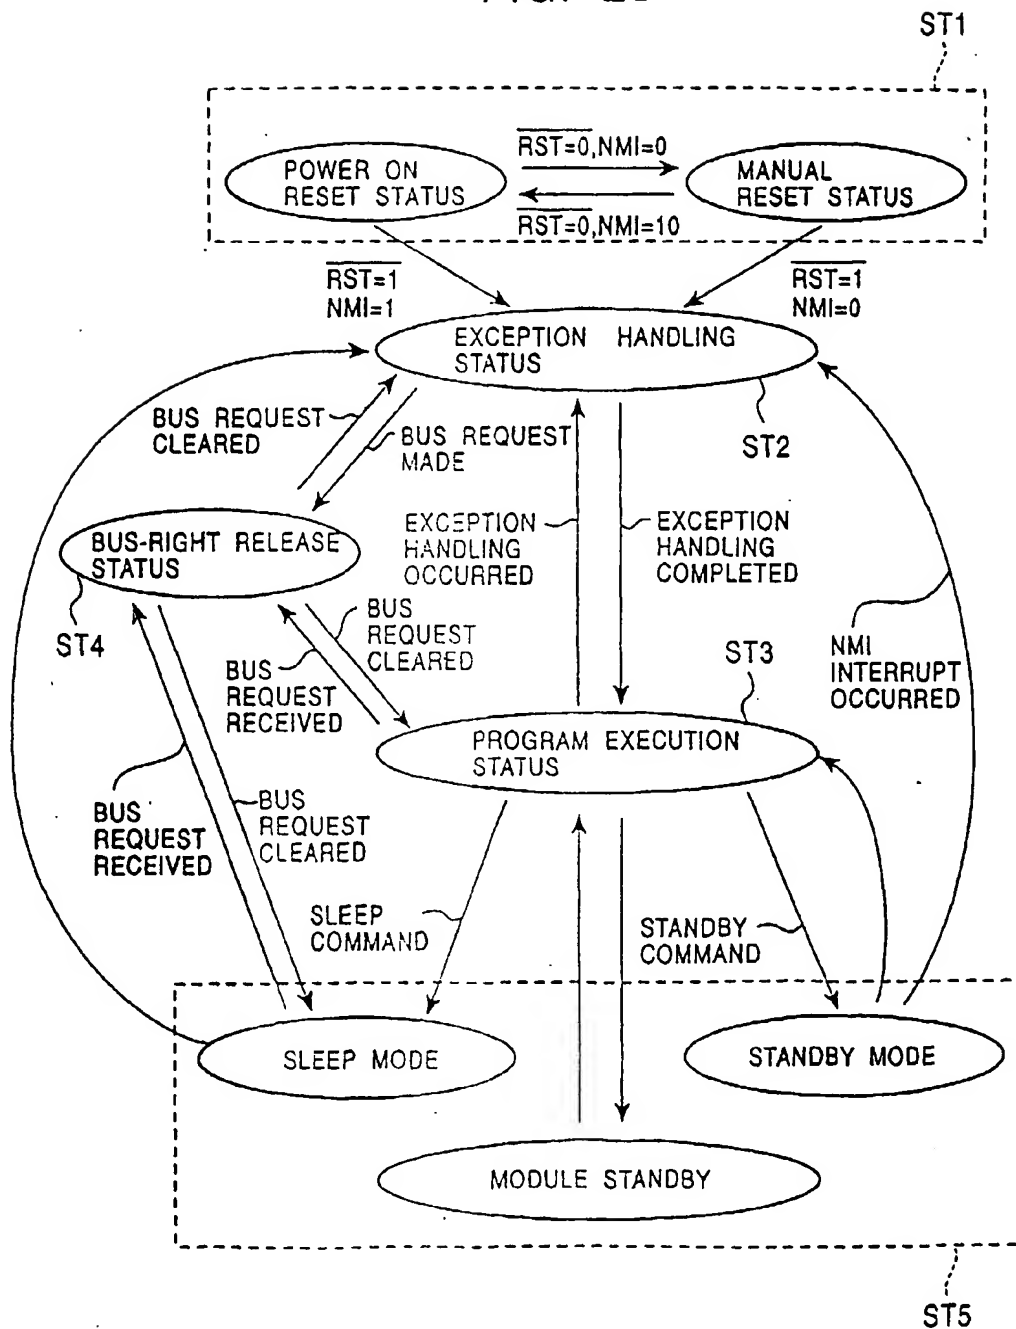 ST1
RST=0,NMI=0
POWER ON
RESET STATUS
MANUAL
RESET STATUS
RST=0,NMI=10
RST=1
NMI=1
RST=1
NMI=0
EXCEPTION HANDLING
STATUS
BUS REQUEST
CLEARED
BUS REQUEST
MADE
ST2
BUS-RIGHT RELEASE
STATUS
EXCEPTION
HANDLING
OCCURRED
EXCEPTION
HANDLING
COMPLETED
ST4
BUS
REQUEST
CLEARED
BUS
REQUEST
RECEIVED
ST3
NMI
INTERRUPT
OCCURRED
PROGRAM EXECUTION
STATUS
BUS
REQUEST
RECEIVED
BUS
REQUEST
CLEARED
SLEEP
COMMAND
STANDBY
COMMAND
SLEEP MODE
STANDBY MODE
MODULE STANDBY
ST5